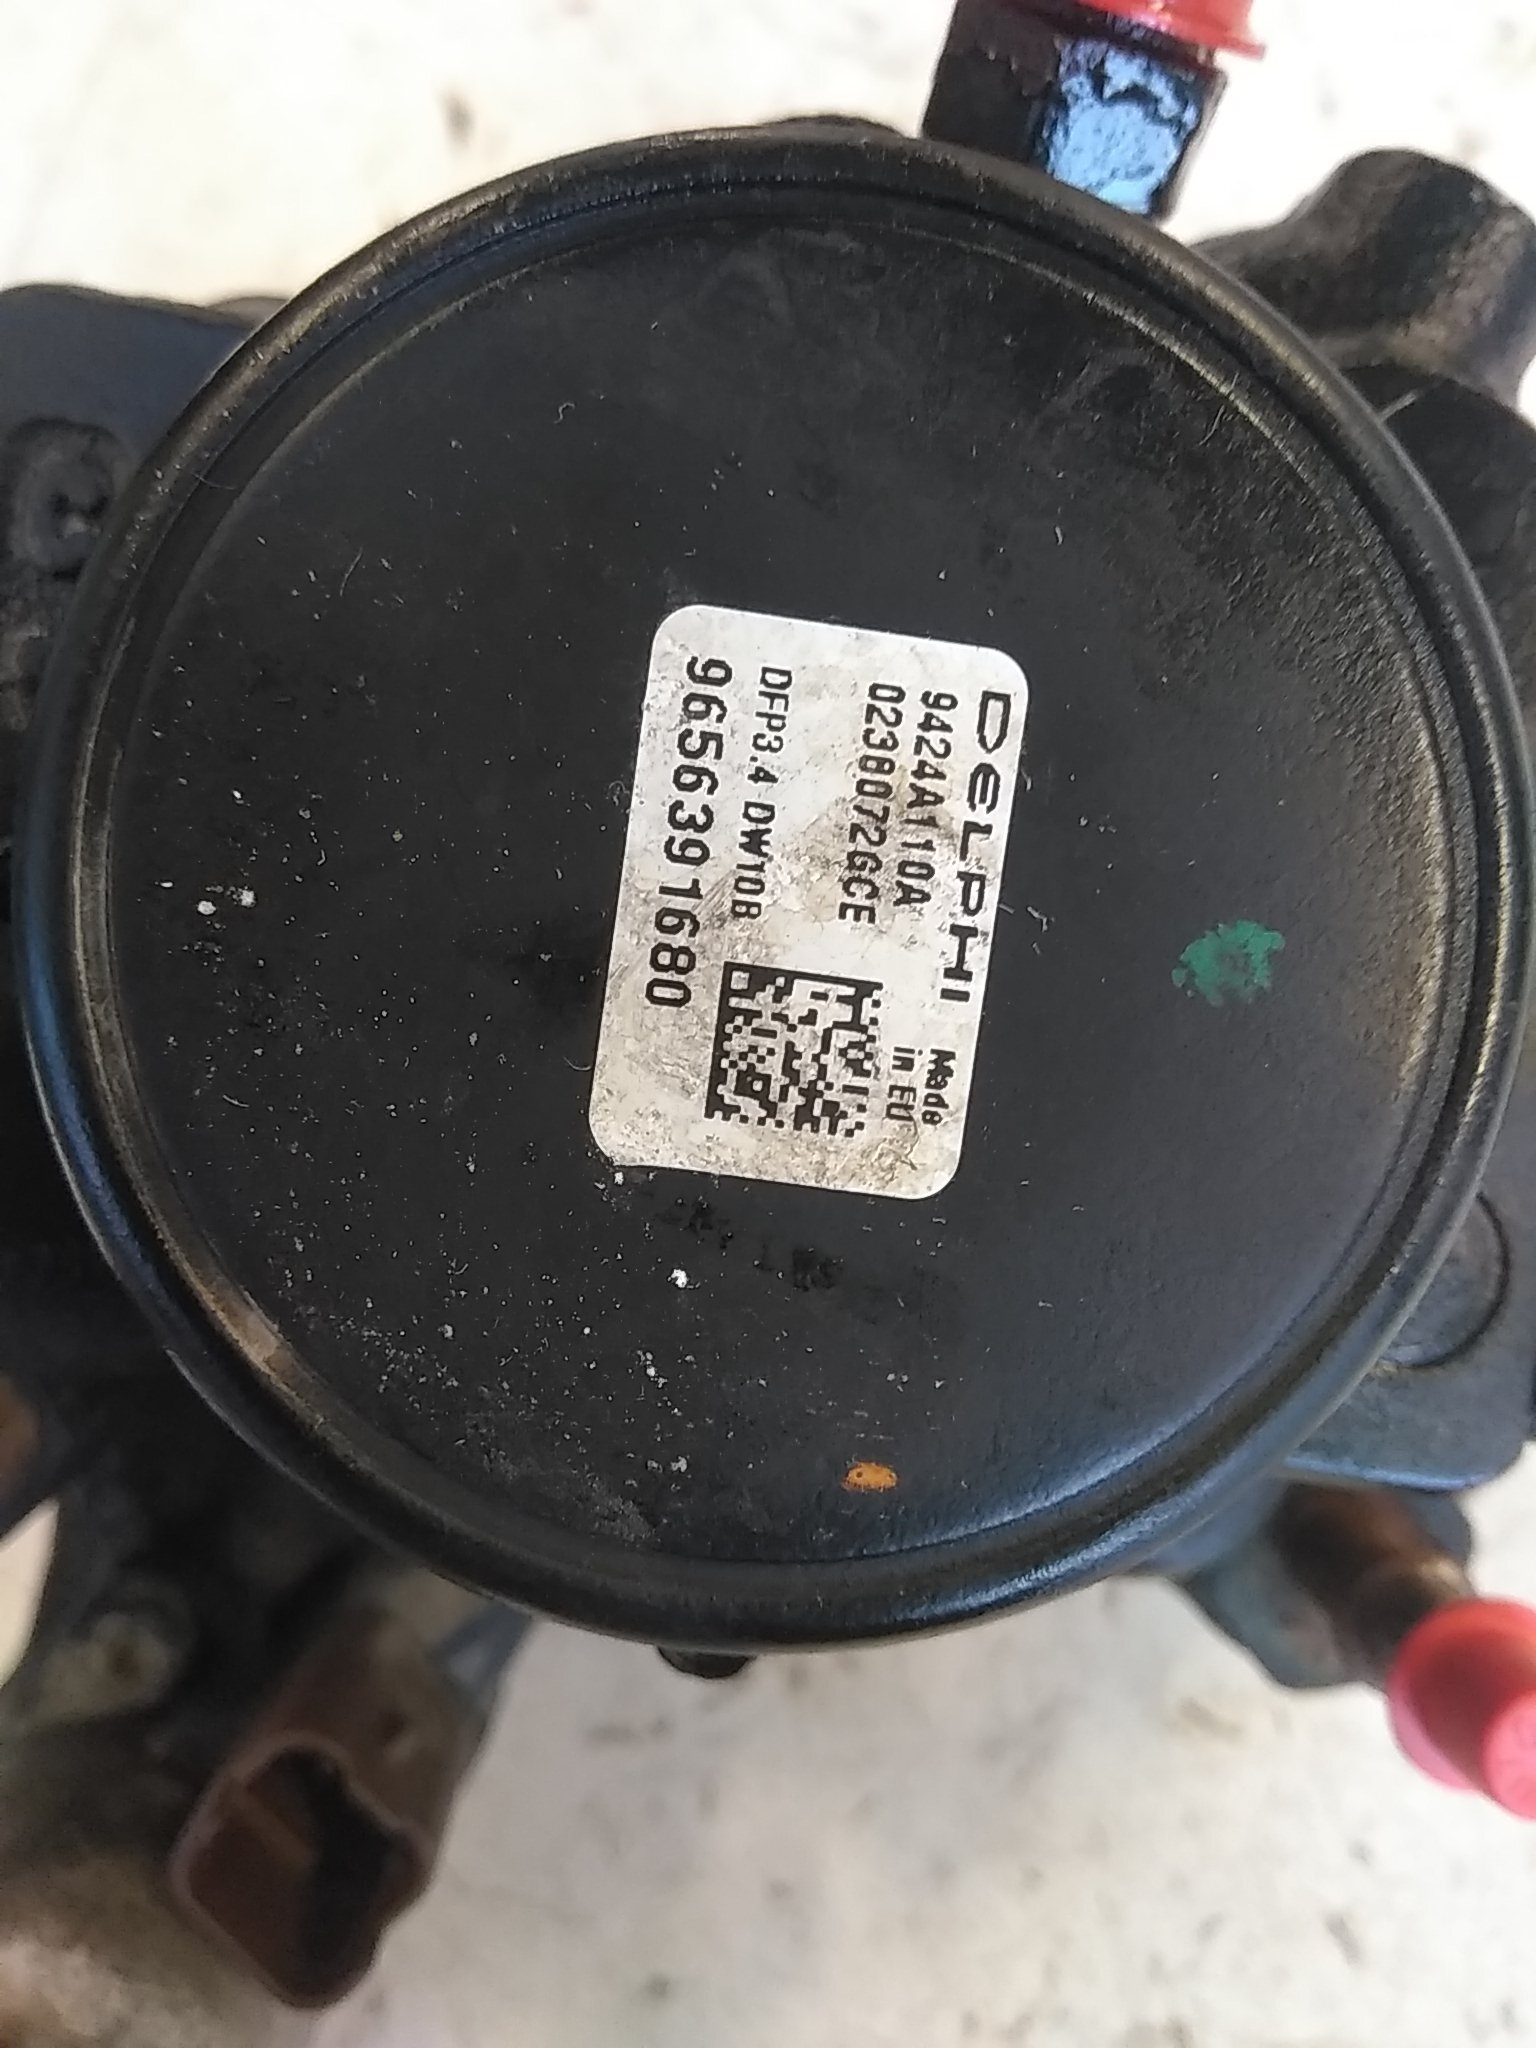 DELPHI
9424A110A
02380072GCE
Made
in EU
DFP3.4 DW10B
9656391680